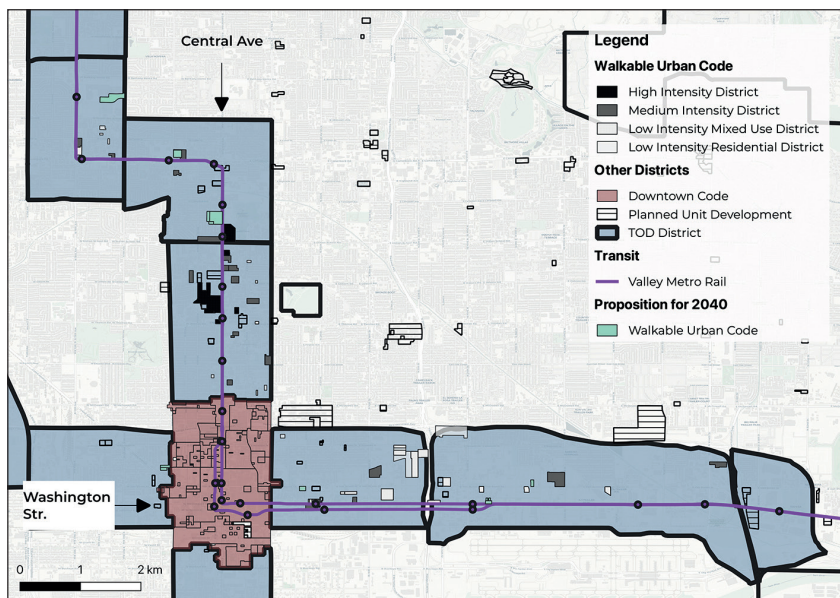 Central Ave
Legend
Walkable Urban Code
High Intensity District
Medium Intensity District
Low Intensity Mixed Use District
Low Intensity Residential District
Other Districts
Downtown Code
Planned Unit Development
TOD District
Transit
Valley Metro Rail
Proposition for 2040
Walkable Urban Code
Washington
Str.
0 1 2 km